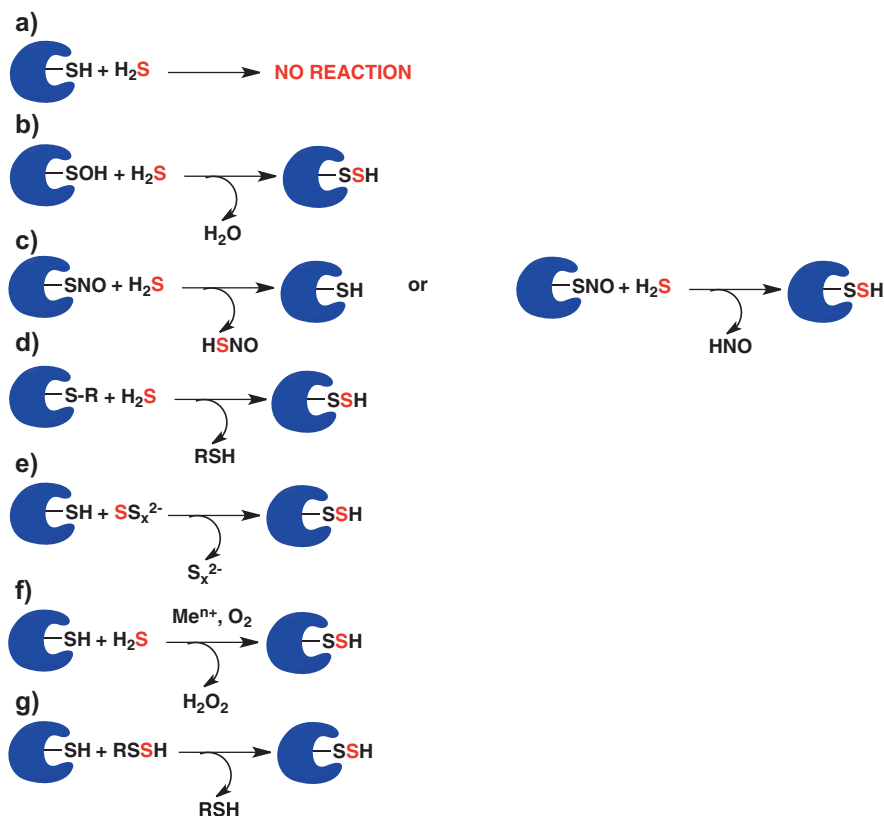 a)
SH + H₂S NO REACTION
b)
SOH + H₂S SSH
H₂O
c)
SNO + H₂S SH or SNO + H₂S SSH
HSNO HNO
d)
S-R + H₂S SSH
RSH
e)
SH + SSₓ²⁻ SSH
Sₓ²⁻
f)
Meⁿ⁺, O₂
SH + H₂S SSH
H₂O₂
g)
SH + RSSH SSH
RSH